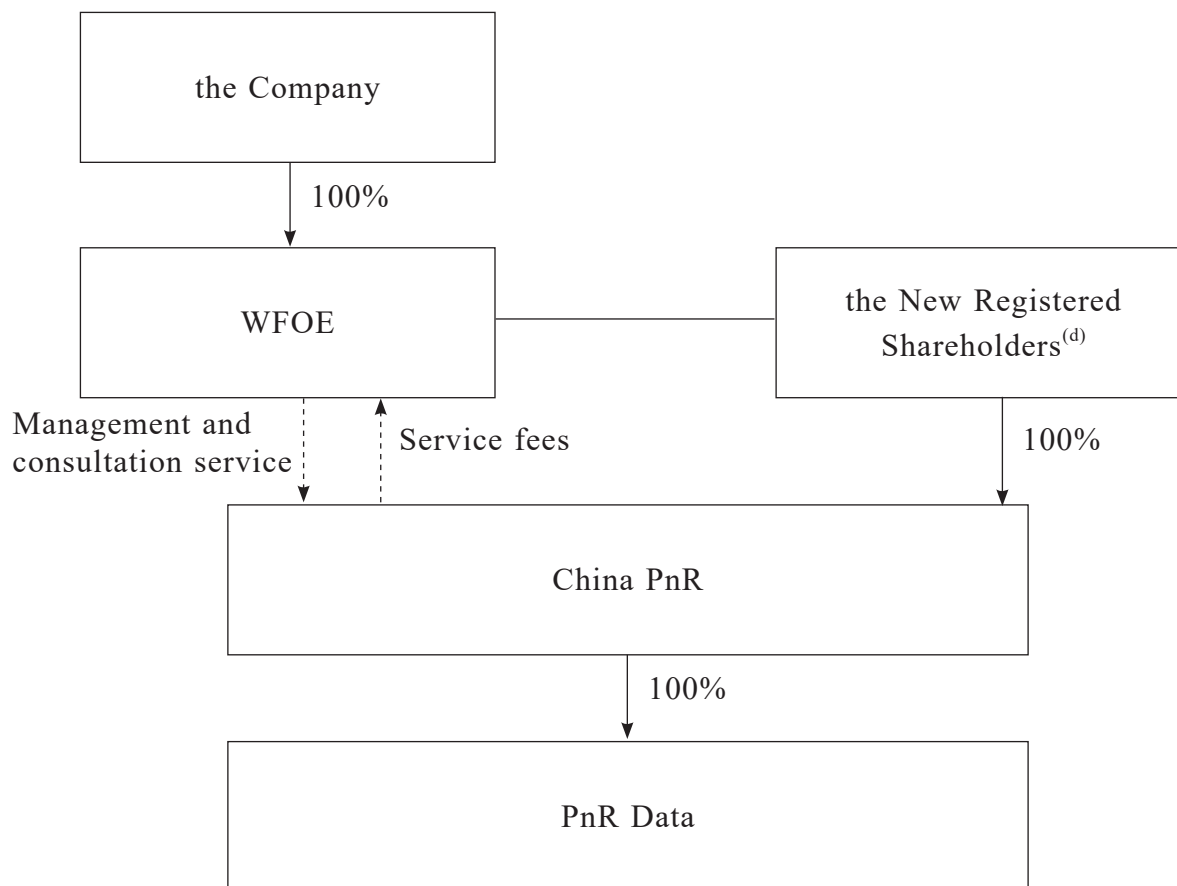 the Company
100%
WFOE
the New Registered
Shareholders(d)
Management and
consultation service
Service fees
100%
China PnR
100%
PnR Data